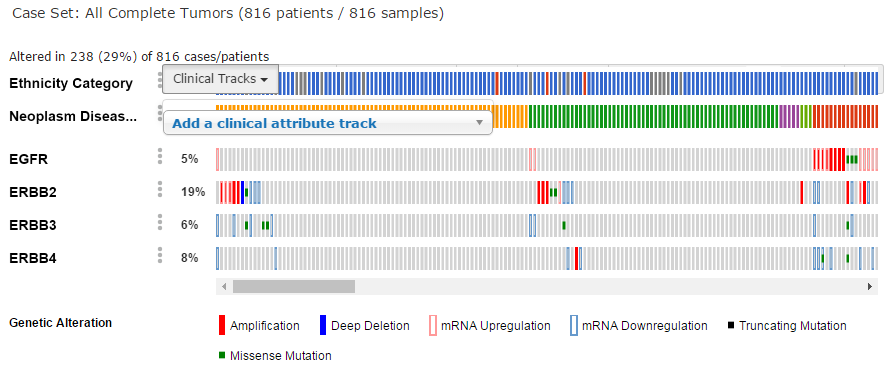 Case Set: All Complete Tumors (816 patients / 816 samples)
Altered in 238 (29%) of 816 cases/patients
Ethnicity Category
Clinical Tracks
Neoplasm Diseas...
Add a clinical attribute track
EGFR 5%
ERBB2 19%
ERBB3 6%
ERBB4 8%
Genetic Alteration Amplification Deep Deletion mRNA Upregulation mRNA Downregulation Truncating Mutation
Missense Mutation